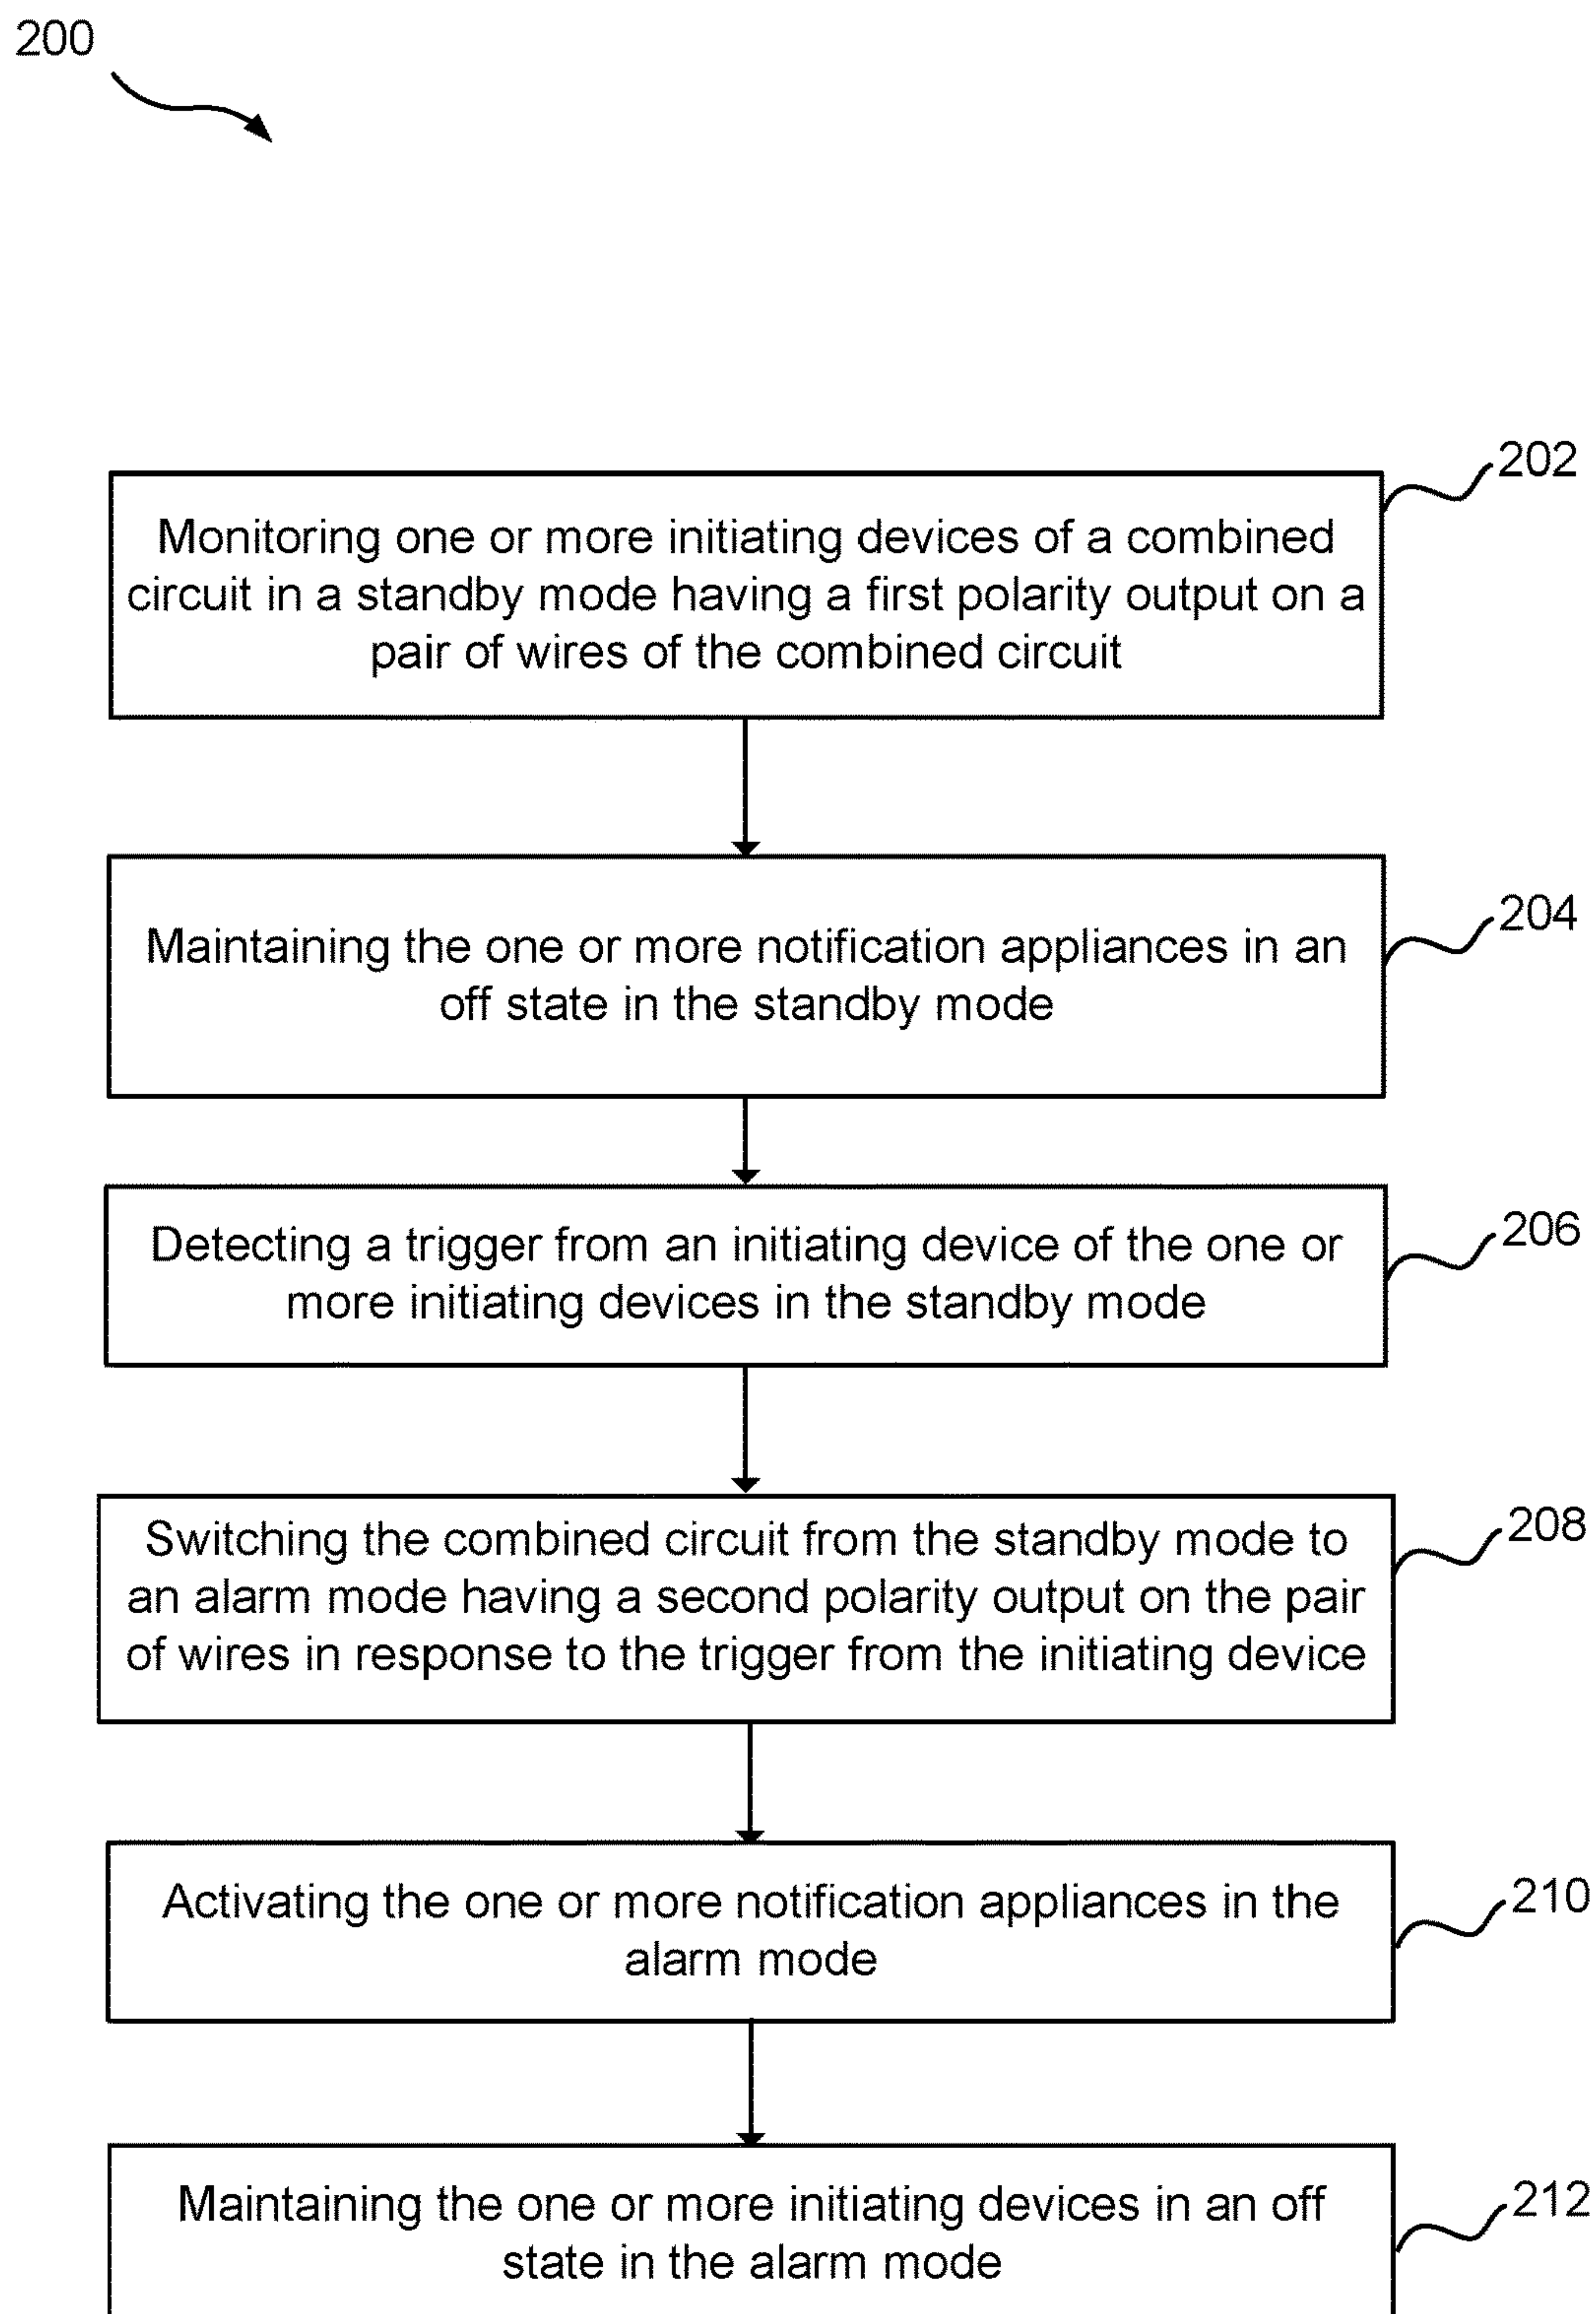 200
202
Monitoring one or more initiating devices of a combined
circuit in a standby mode having a first polarity output on a
pair of wires of the combined circuit
204
Maintaining the one or more notification appliances in an
off state in the standby mode
206
Detecting a trigger from an initiating device of the one or
more initiating devices in the standby mode
208
Switching the combined circuit from the standby mode to
an alarm mode having a second polarity output on the pair
of wires in response to the trigger from the initiating device
210
Activating the one or more notification appliances in the
alarm mode
212
Maintaining the one or more initiating devices in an off
state in the alarm mode